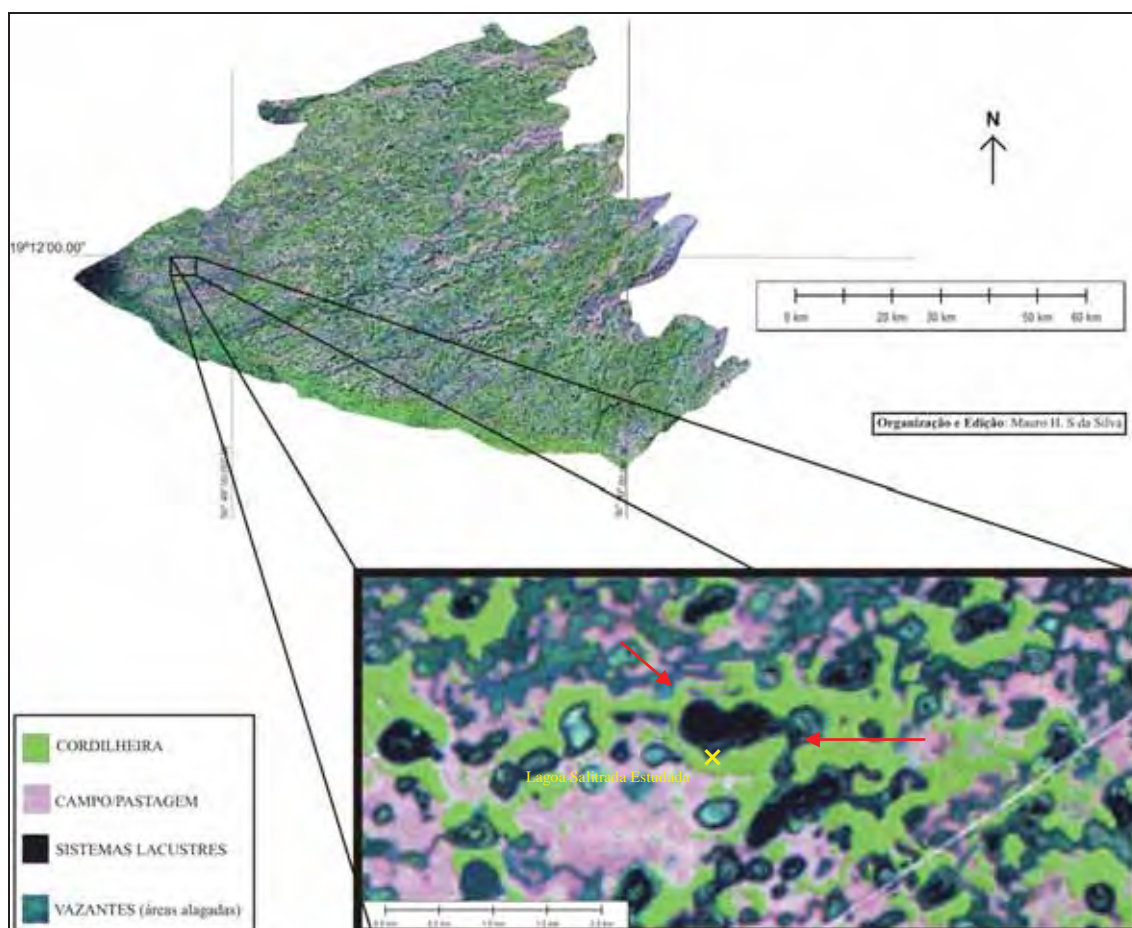 N
19°12'00.00"
0 km 20 km 30 km 50 km 60 km
Organização e Edição: Mauro H. S da Silva
Lagoa Salitrada Estudada
CORDILHEIRA
CAMPO/PASTAGEM
SISTEMAS LACUSTRES
VAZANTES (áreas alagadas)